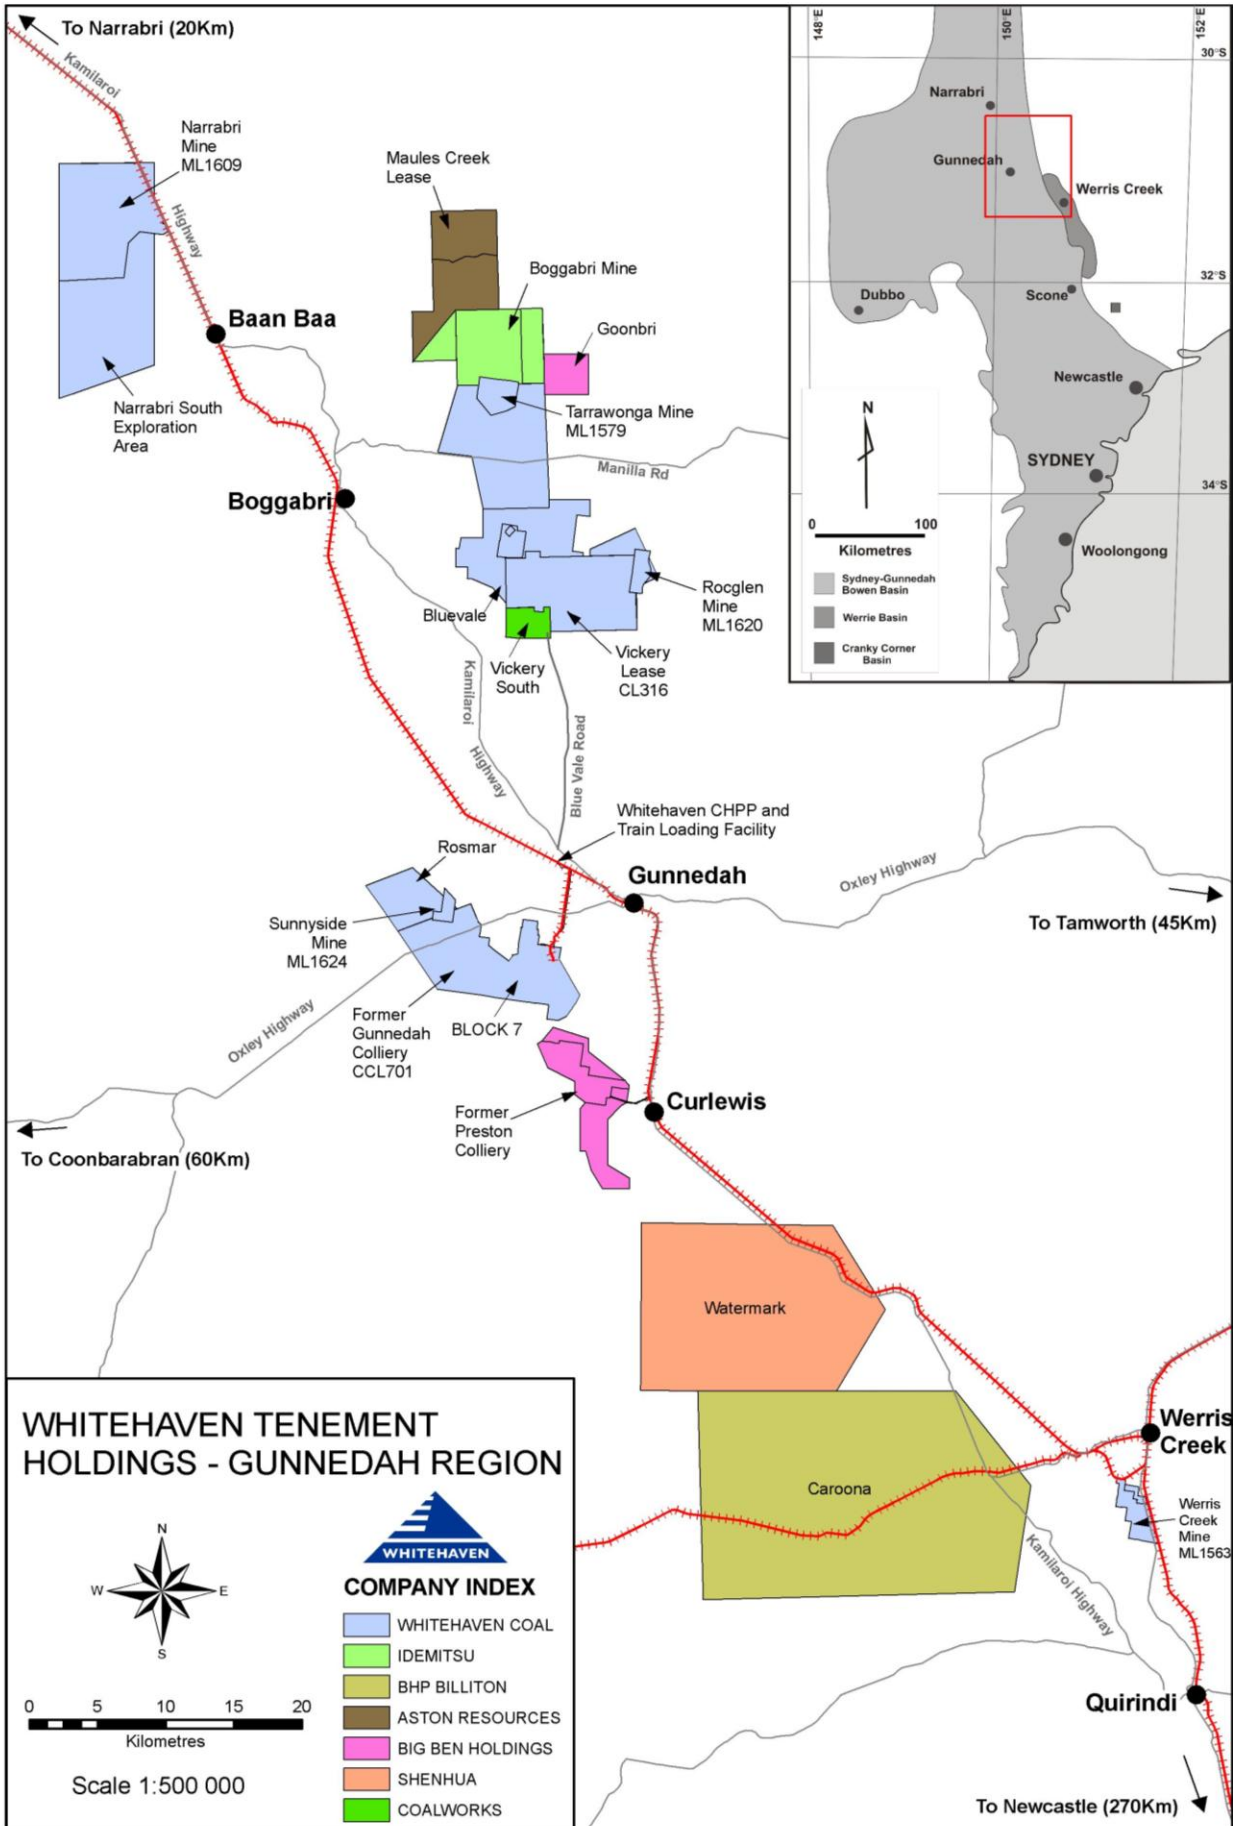 To Narrabri (20Km)
Kamilaroi
Highway
Narrabri
Mine
ML1609
Maules Creek
Lease
Boggabri Mine
Goonbri
Baan Baa
Narrabri South
Exploration
Area
Tarrawonga Mine
ML1579
Manilla Rd
Boggabri
Bluevale
Rocglen
Mine
ML1620
Vickery
South
Vickery
Lease
CL316
Kamilaroi
Highway
Blue Vale Road
Whitehaven CHPP and
Train Loading Facility
Rosmar
Gunnedah
Oxley Highway
To Tamworth (45Km)
Sunnyside
Mine
ML1624
Former
Gunnedah
Colliery
CCL701
BLOCK 7
Oxley Highway
Former
Preston
Colliery
Curlewis
To Coonbarabran (60Km)
Watermark
Caroona
Werris
Creek
Werris
Creek
Mine
ML1563
Kamilaroi Highway
Quirindi
To Newcastle (270Km)
148°E
150°E
152°E
30°S
Narrabri
Gunnedah
Werris Creek
32°S
Dubbo
Scone
Newcastle
N
SYDNEY
34°S
0 100
Kilometres
Woolongong
Sydney-Gunnedah
Bowen Basin
Werrie Basin
Cranky Corner
Basin
WHITEHAVEN TENEMENT
HOLDINGS - GUNNEDAH REGION
N
W E
S
WHITEHAVEN
COMPANY INDEX
WHITEHAVEN COAL
IDEMITSU
BHP BILLITON
ASTON RESOURCES
BIG BEN HOLDINGS
SHENHUA
COALWORKS
0 5 10 15 20
Kilometres
Scale 1:500 000